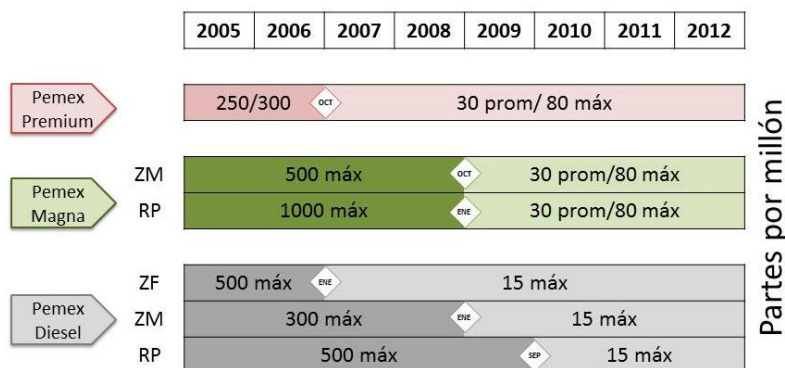 2005 2006 2007 2008 2009 2010 2011 2012
Pemex
Premium
250/300 OCT 30 prom/ 80 máx
Pemex
Magna
ZM 500 máx OCT 30 prom/80 máx
RP 1000 máx ENE 30 prom/80 máx
Pemex
Diesel
ZF 500 máx ENE 15 máx
ZM 300 máx ENE 15 máx
RP 500 máx SEP 15 máx
Partes por millón